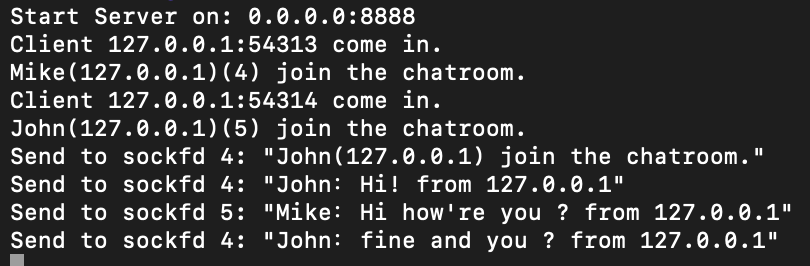 Start Server on: 0.0.0.0:8888
Client 127.0.0.1:54313 come in.
Mike(127.0.0.1)(4) join the chatroom.
Client 127.0.0.1:54314 come in.
John(127.0.0.1)(5) join the chatroom.
Send to sockfd 4: "John(127.0.0.1) join the chatroom."
Send to sockfd 4: "John：Hi! from 127.0.0.1"
Send to sockfd 5: "Mike：Hi how're you ? from 127.0.0.1"
Send to sockfd 4: "John：fine and you ? from 127.0.0.1"